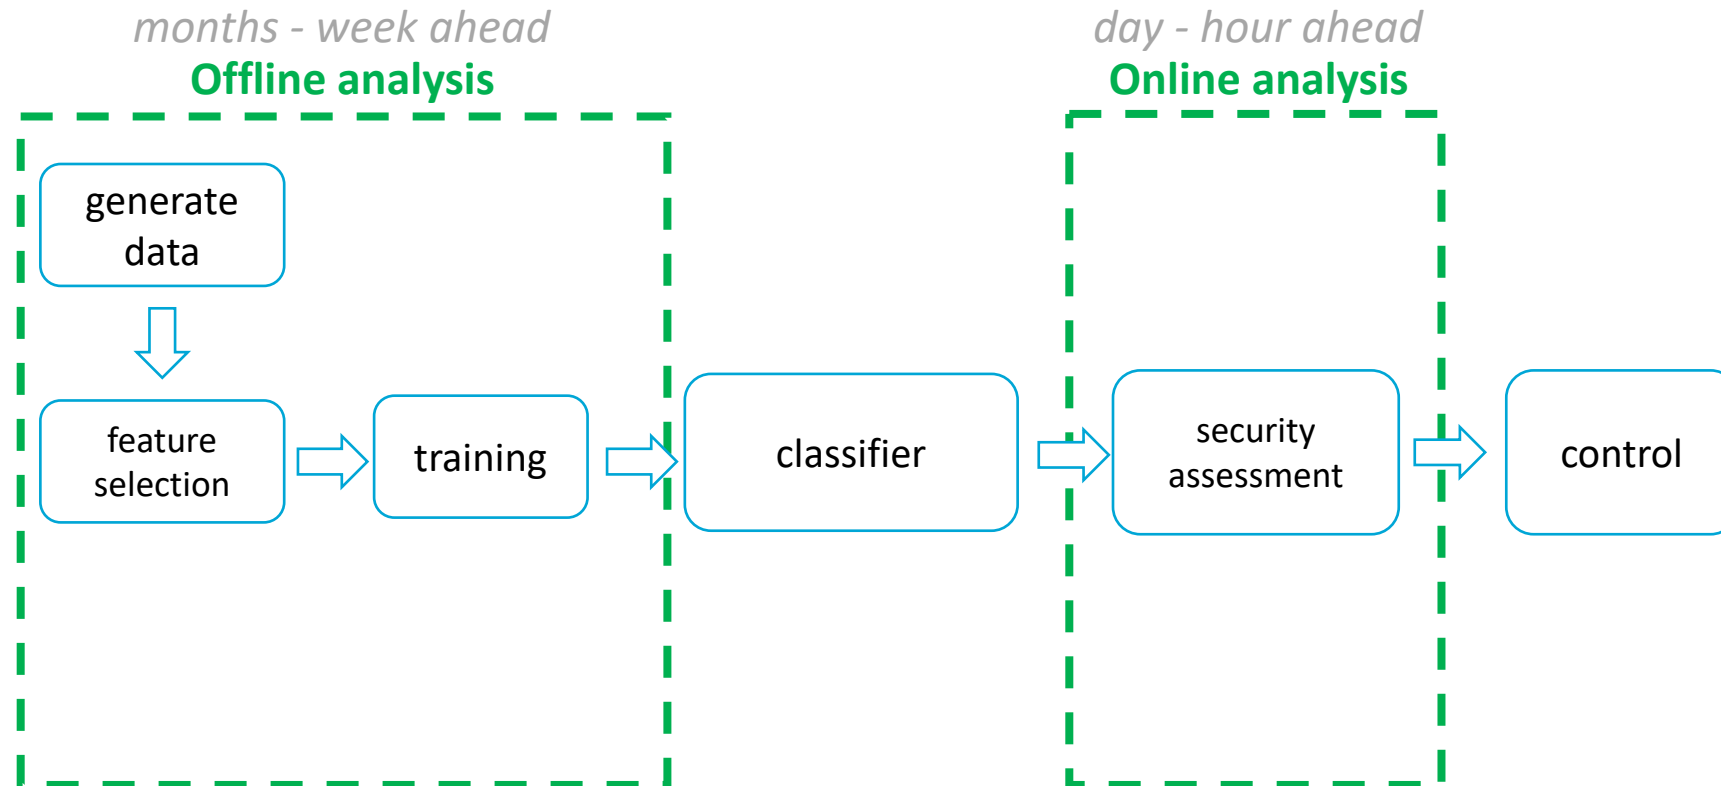 months - week ahead
Offline analysis
day - hour ahead
Online analysis
generate
data
feature
selection
training
classifier
security
assessment
control